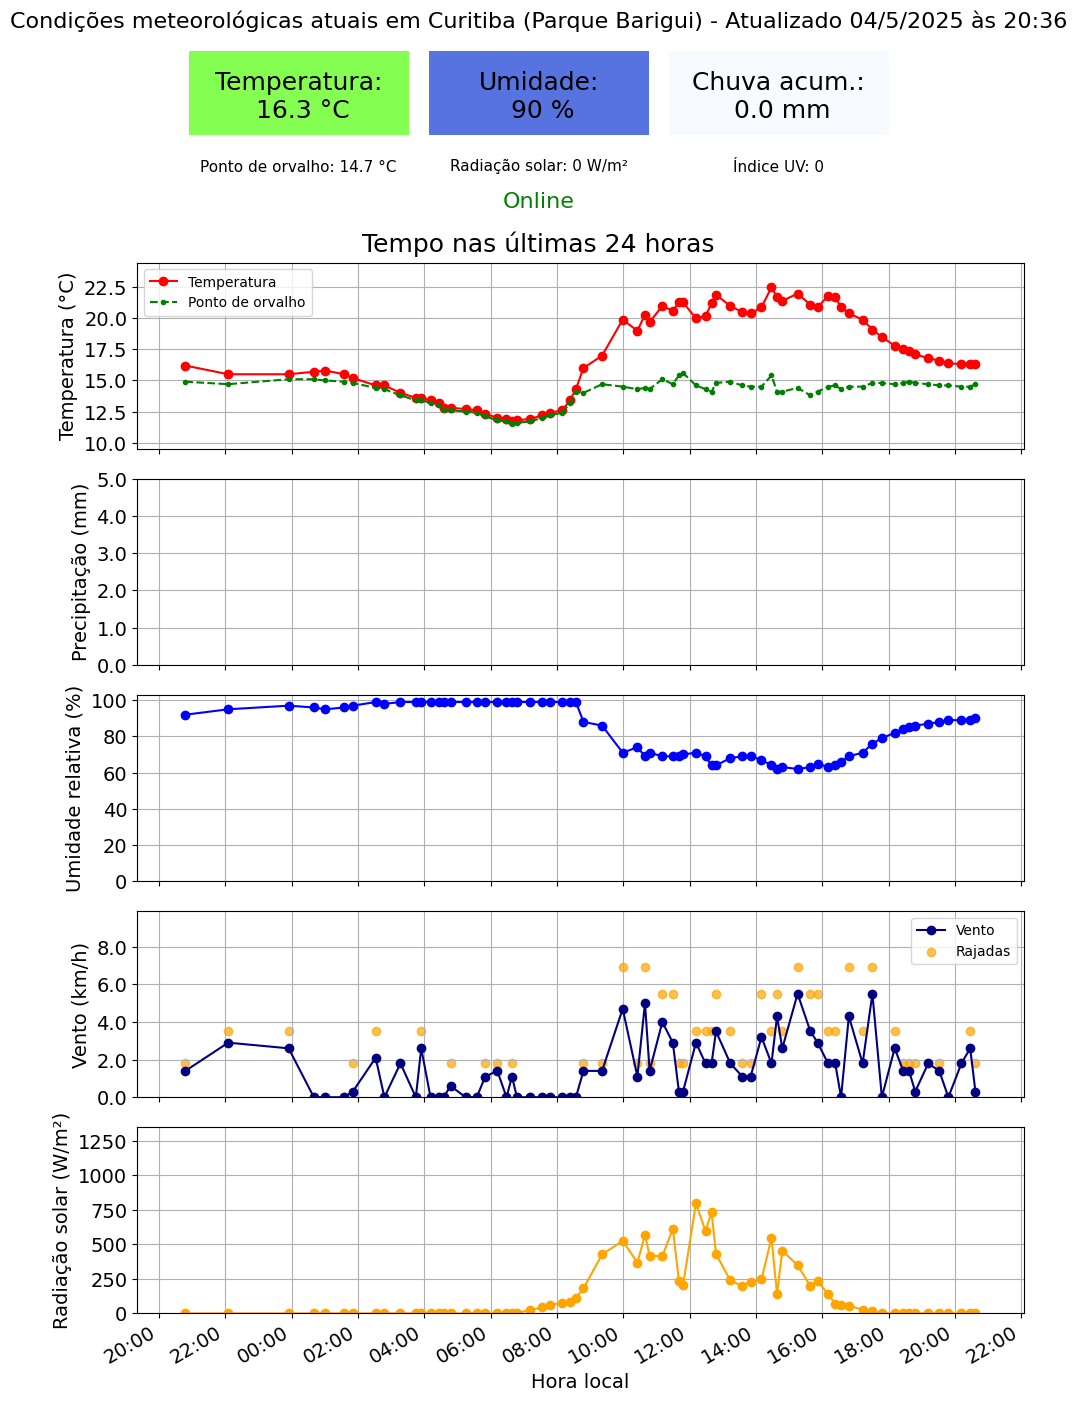 Condições meteorológicas atuais em Curitiba (Parque Barigui) - Atualizado 04/5/2025 às 20:36
Temperatura:
16.3 °C
Umidade:
90 %
Chuva acum.:
0.0 mm
Ponto de orvalho: 14.7 °C
Radiação solar: 0 W/m²
Índice UV: 0
Online
Tempo nas últimas 24 horas
Temperatura (°C)
22.5
20.0
17.5
15.0
12.5
10.0
Temperatura
Ponto de orvalho
Precipitação (mm)
5.0
4.0
3.0
2.0
1.0
0.0
Umidade relativa (%)
100
80
60
40
20
0
Vento (km/h)
8.0
6.0
4.0
2.0
0.0
Vento
Rajadas
Radiação solar (W/m²)
1250
1000
750
500
250
0
20:00
22:00
00:00
02:00
04:00
06:00
08:00
10:00
12:00
14:00
16:00
18:00
20:00
22:00
Hora local